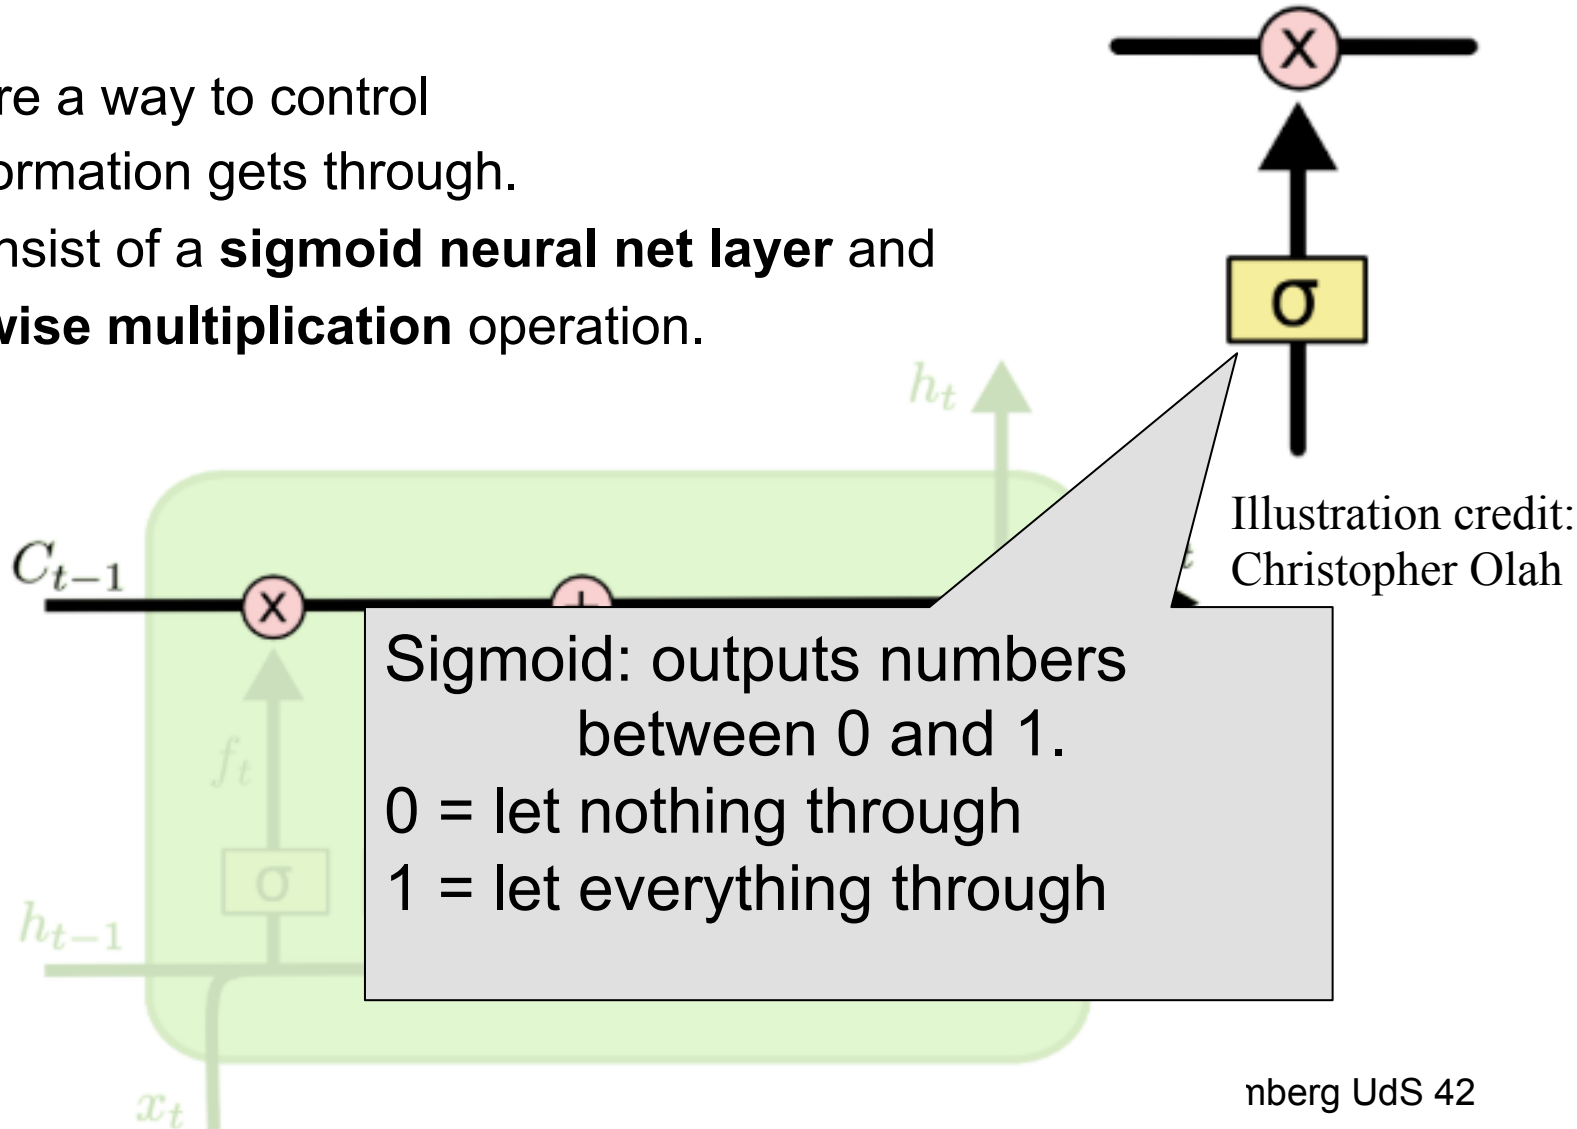 re a way to control
ormation gets through.
nsist of a sigmoid neural net layer and
wise multiplication operation.
x
σ
h_t
Illustration credit:
Christopher Olah
C_{t-1}
t
x
+
Sigmoid: outputs numbers
between 0 and 1.
0 = let nothing through
1 = let everything through
f_t
σ
h_{t-1}
x_t
mberg UdS 42